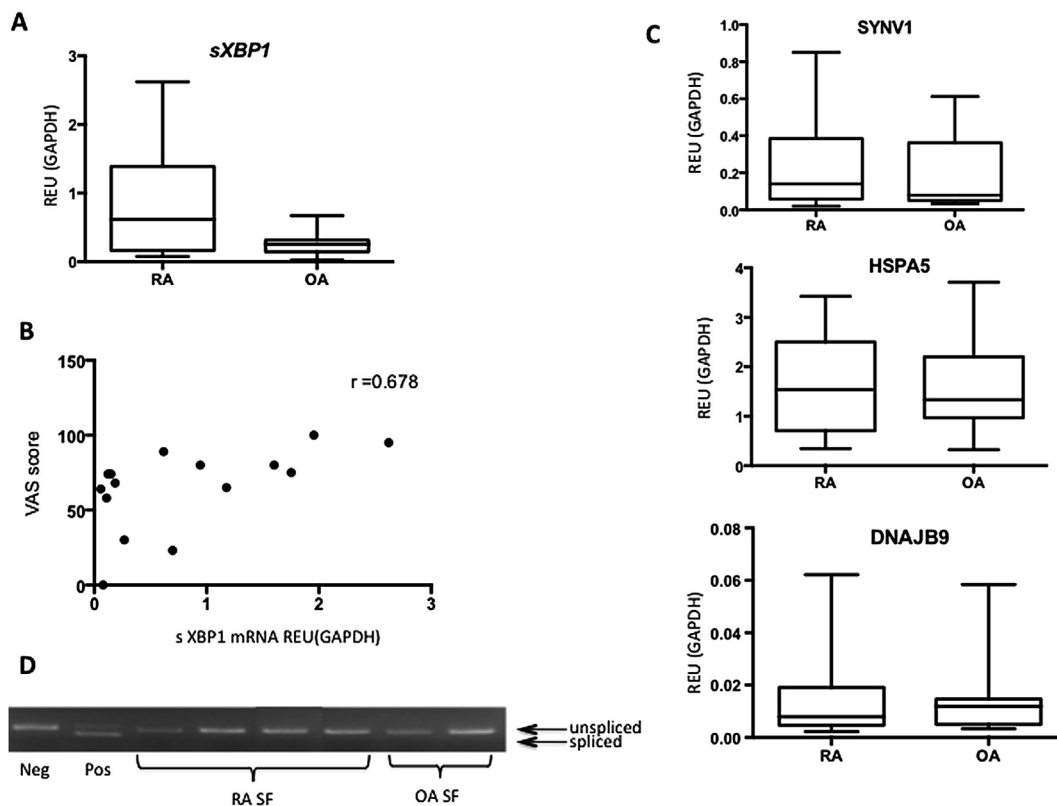 A
sXBP1
3
2
1
0
REU (GAPDH)
RA
OA
B
150
100
50
0
VAS score
r =0.678
0
1
2
3
s XBP1 mRNA REU(GAPDH)
C
SYNV1
1.0
0.8
0.6
0.4
0.2
0.0
REU (GAPDH)
RA
OA
HSPA5
4
3
2
1
0
REU (GAPDH)
RA
OA
DNAJB9
0.08
0.06
0.04
0.02
0.00
REU (GAPDH)
RA
OA
D
unspliced
spliced
Neg
Pos
RA SF
OA SF